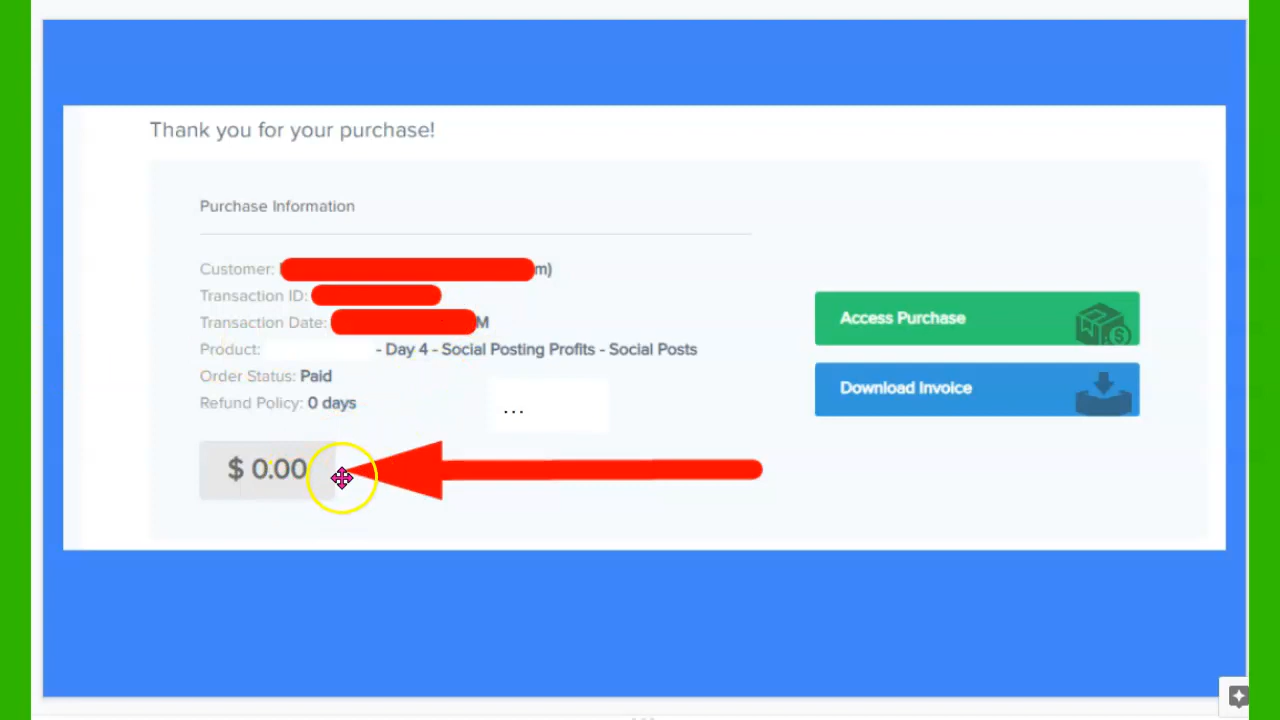 Thank you for your purchase!
Purchase Information
Customer: m)
Transaction ID:
Transaction Date: M
Product: - Day 4 - Social Posting Profits - Social Posts
Order Status: Paid
Refund Policy: 0 days
...
$ 0.00
Access Purchase
Download Invoice